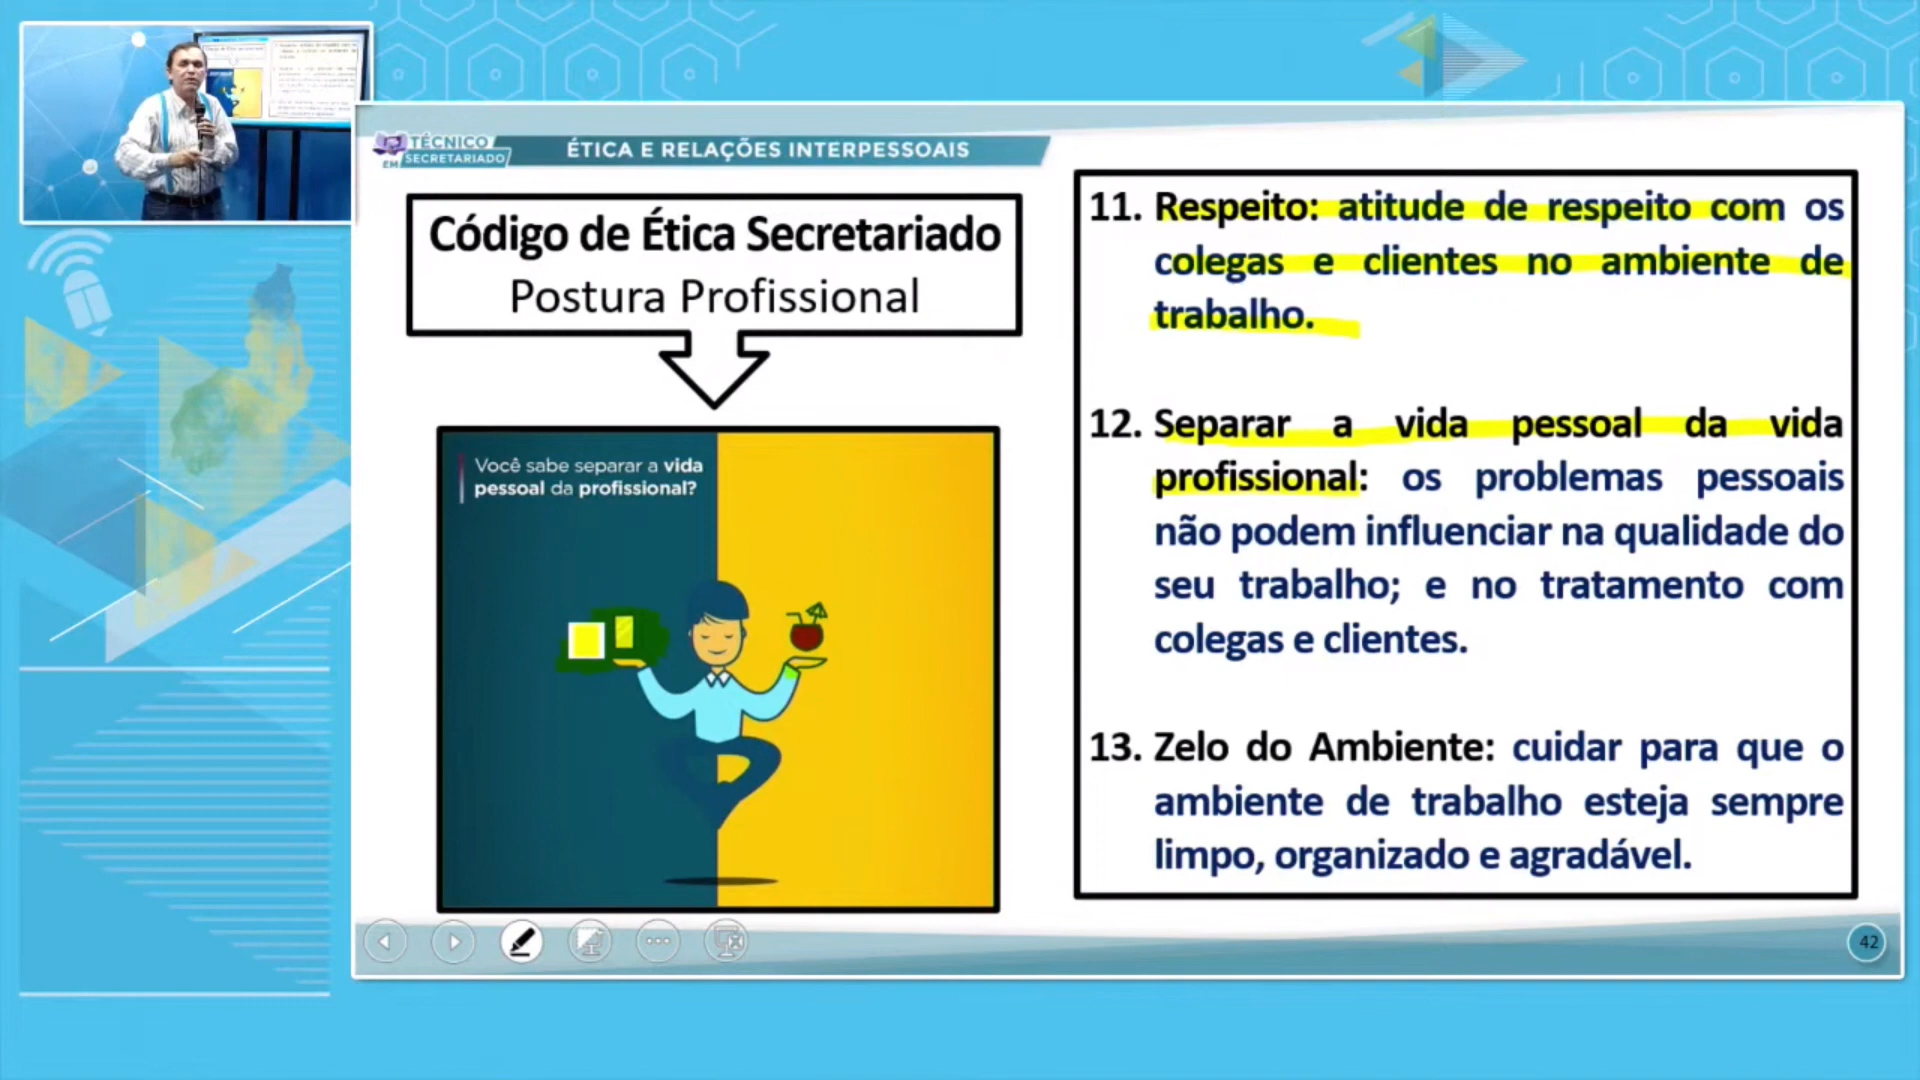 TÉCNICO
EM SECRETARIADO
ÉTICA E RELAÇÕES INTERPESSOAIS
Código de Ética Secretariado
Postura Profissional
Você sabe separar a vida
pessoal da profissional?
11. Respeito: atitude de respeito com os
colegas e clientes no ambiente de
trabalho.
12. Separar a vida pessoal da vida
profissional: os problemas pessoais
não podem influenciar na qualidade do
seu trabalho; e no tratamento com
colegas e clientes.
13. Zelo do Ambiente: cuidar para que o
ambiente de trabalho esteja sempre
limpo, organizado e agradável.
42